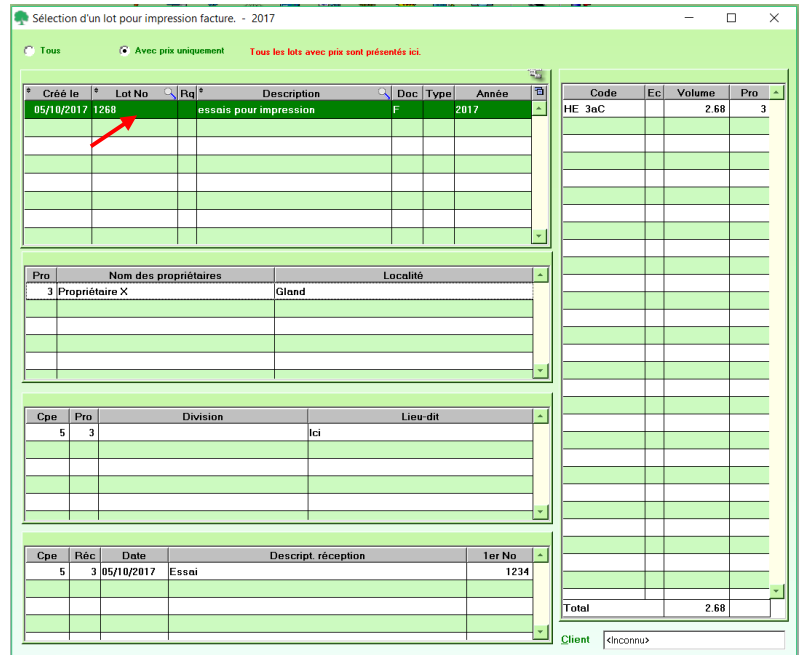 Sélection d'un lot pour impression facture. - 2017
Tous Avec prix uniquement Tous les lots avec prix sont présentés ici.
Créé le Lot No Rq Description Doc Type Année
05/10/2017 1268 essais pour impression F 2017
Pro Nom des propriétaires Localité
3 Propriétaire X Gland
Cpe Pro Division Lieu-dit
5 3 Ici
Cpe Réc Date Descript. réception 1er No
5 3 05/10/2017 Essai 1234
Code Ec Volume Pro
HE 3aC 2.68 3
Total 2.68
Client <Inconnu>